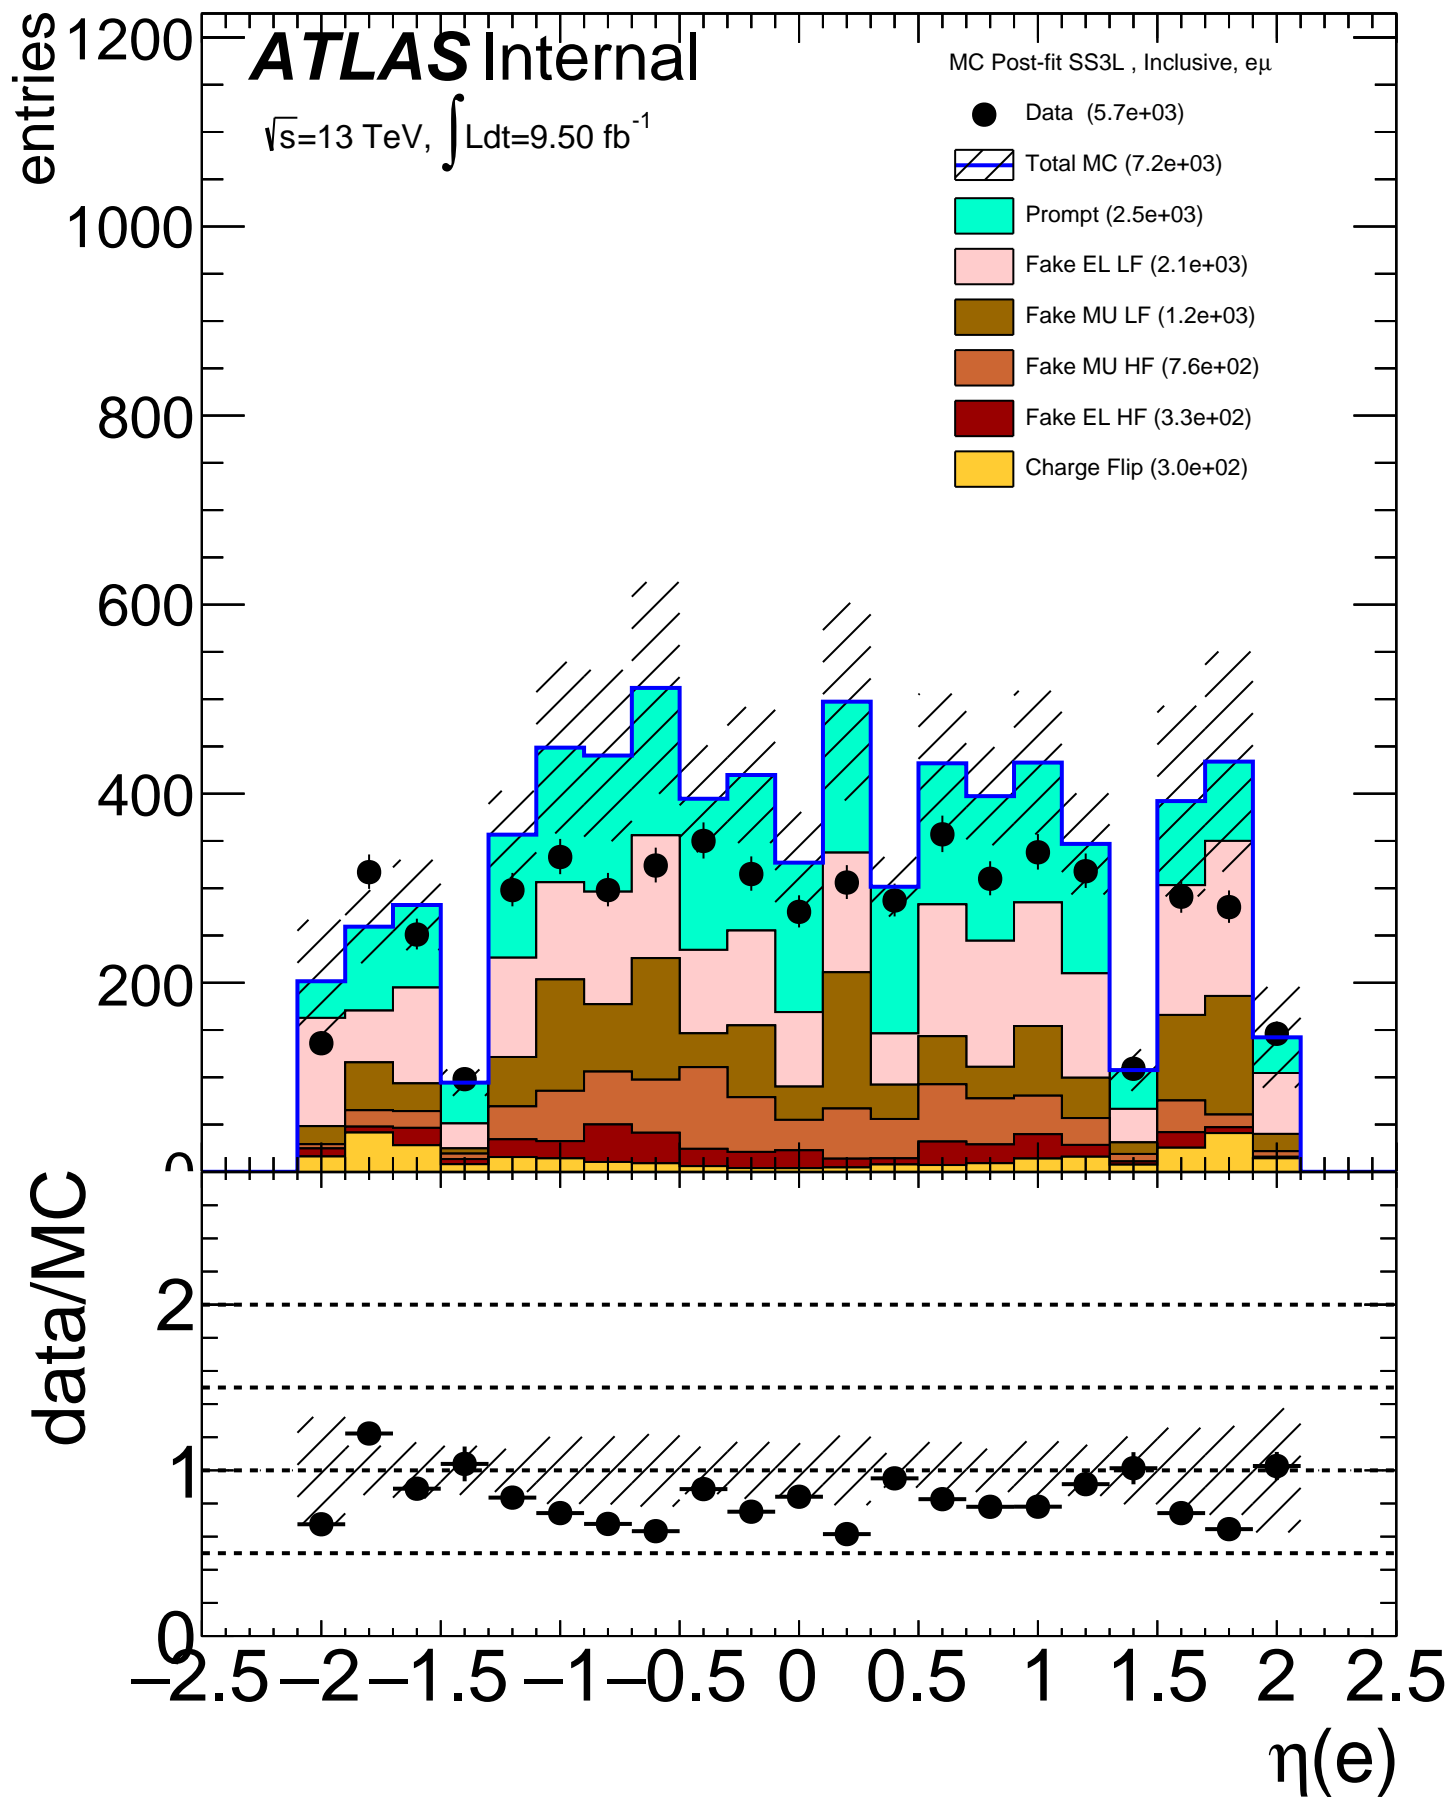 entries
1200
1000
800
600
400
200
0
ATLAS Internal
√s=13 TeV, ∫Ldt=9.50 fb⁻¹
MC Post-fit SS3L , Inclusive, eμ
Data (5.7e+03)
Total MC (7.2e+03)
Prompt (2.5e+03)
Fake EL LF (2.1e+03)
Fake MU LF (1.2e+03)
Fake MU HF (7.6e+02)
Fake EL HF (3.3e+02)
Charge Flip (3.0e+02)
data/MC
2
1
0
−2.5 −2 −1.5 −1 −0.5 0 0.5 1 1.5 2 2.5
η(e)